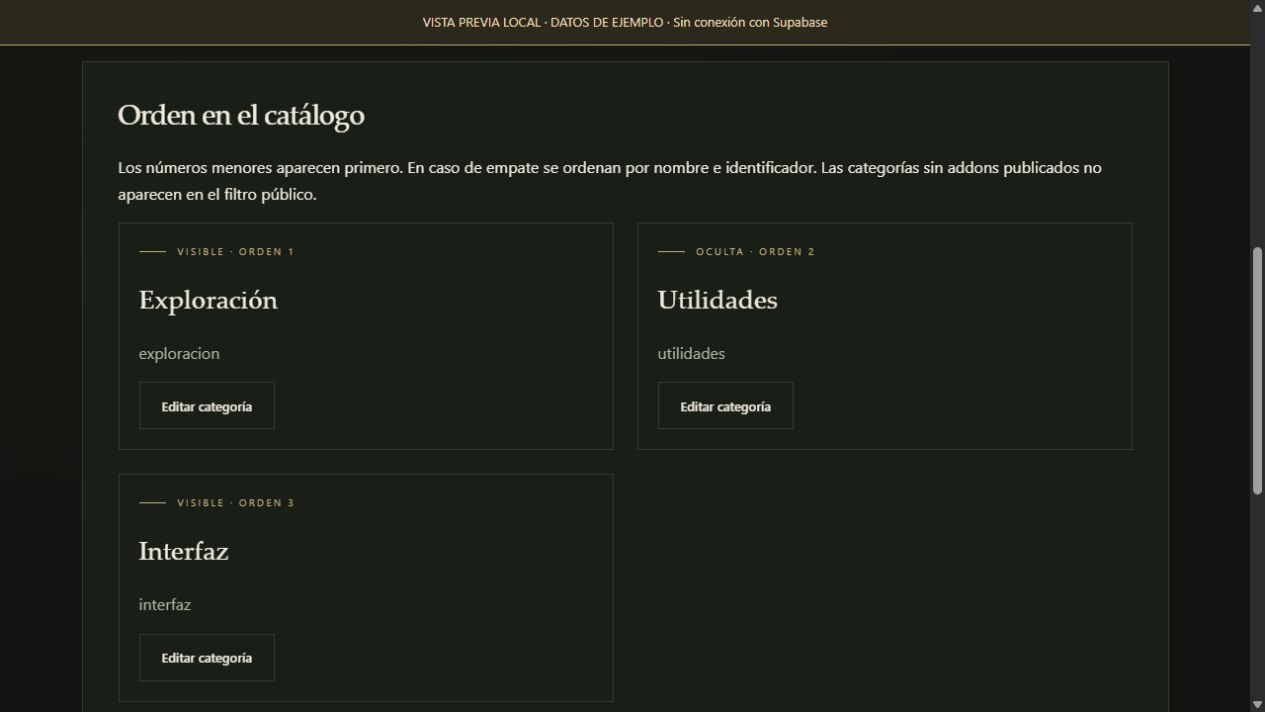 VISTA PREVIA LOCAL · DATOS DE EJEMPLO · Sin conexión con Supabase
Orden en el catálogo
Los números menores aparecen primero. En caso de empate se ordenan por nombre e identificador. Las categorías sin addons publicados no
aparecen en el filtro público.
VISIBLE · ORDEN 1
Exploración
exploracion
Editar categoría
OCULTA · ORDEN 2
Utilidades
utilidades
Editar categoría
VISIBLE · ORDEN 3
Interfaz
interfaz
Editar categoría